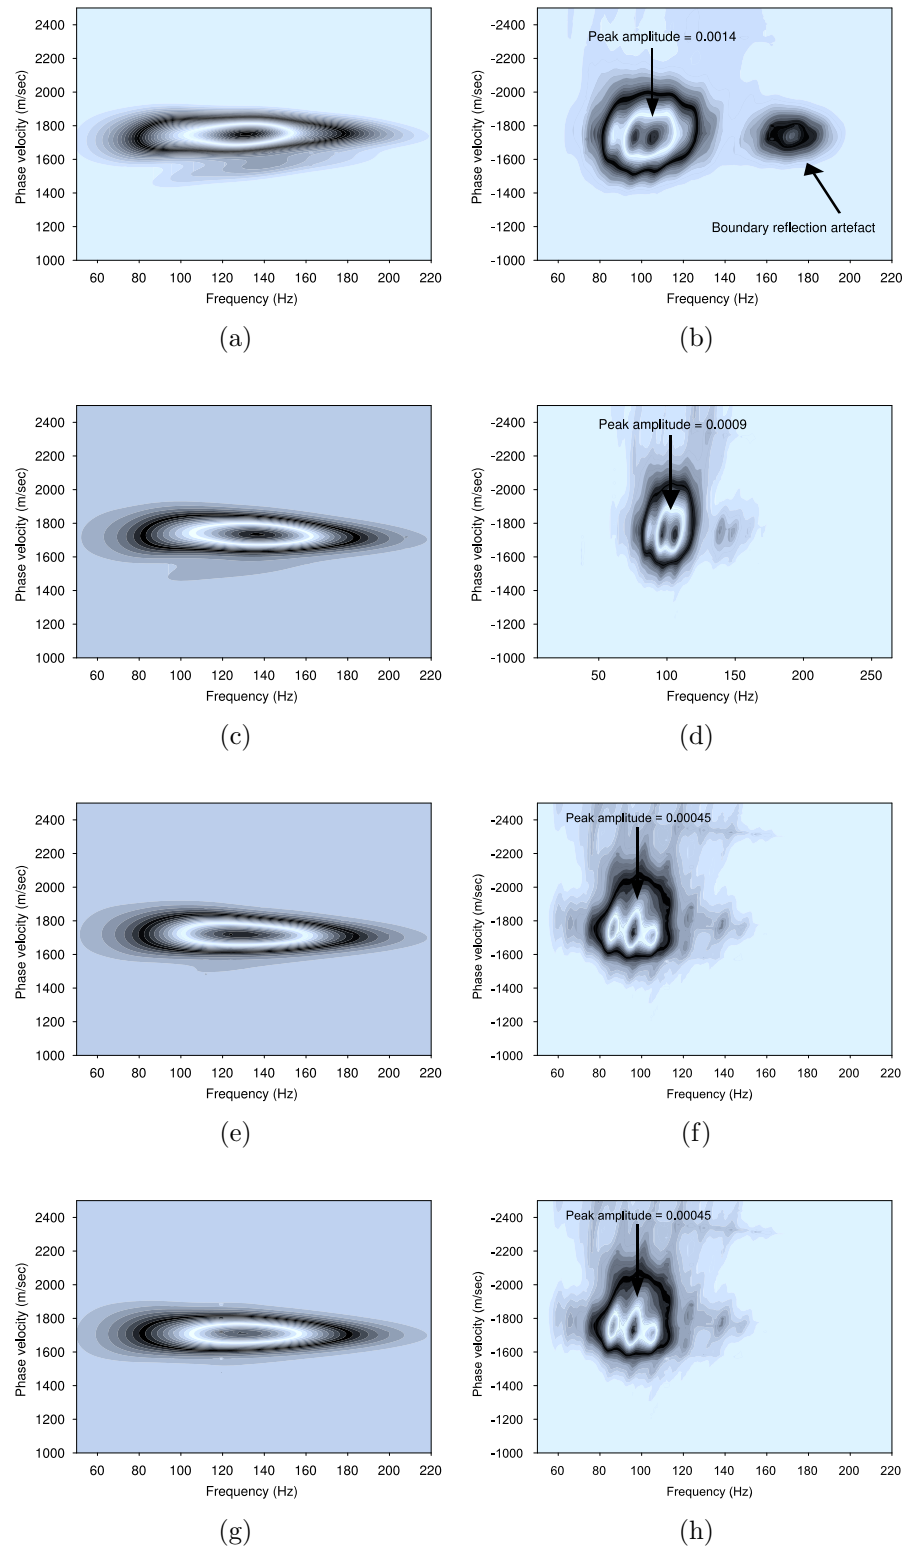 2400
2200
2000
1800
1600
1400
1200
1000
Phase velocity (m/sec)
60 80 100 120 140 160 180 200 220
Frequency (Hz)
(a)
Peak amplitude = 0.0014
-2400
-2200
-2000
-1800
-1600
-1400
-1200
-1000
Phase velocity (m/sec)
Boundary reflection artefact
60 80 100 120 140 160 180 200 220
Frequency (Hz)
(b)
2400
2200
2000
1800
1600
1400
1200
1000
Phase velocity (m/sec)
60 80 100 120 140 160 180 200 220
Frequency (Hz)
(c)
Peak amplitude = 0.0009
-2400
-2200
-2000
-1800
-1600
-1400
-1200
-1000
Phase velocity (m/sec)
50 100 150 200 250
Frequency (Hz)
(d)
2400
2200
2000
1800
1600
1400
1200
1000
Phase velocity (m/sec)
60 80 100 120 140 160 180 200 220
Frequency (Hz)
(e)
Peak amplitude = 0.00045
-2400
-2200
-2000
-1800
-1600
-1400
-1200
-1000
Phase velocity (m/sec)
60 80 100 120 140 160 180 200 220
Frequency (Hz)
(f)
2400
2200
2000
1800
1600
1400
1200
1000
Phase velocity (m/sec)
60 80 100 120 140 160 180 200 220
Frequency (Hz)
(g)
Peak amplitude = 0.00045
-2400
-2200
-2000
-1800
-1600
-1400
-1200
-1000
Phase velocity (m/sec)
60 80 100 120 140 160 180 200 220
Frequency (Hz)
(h)